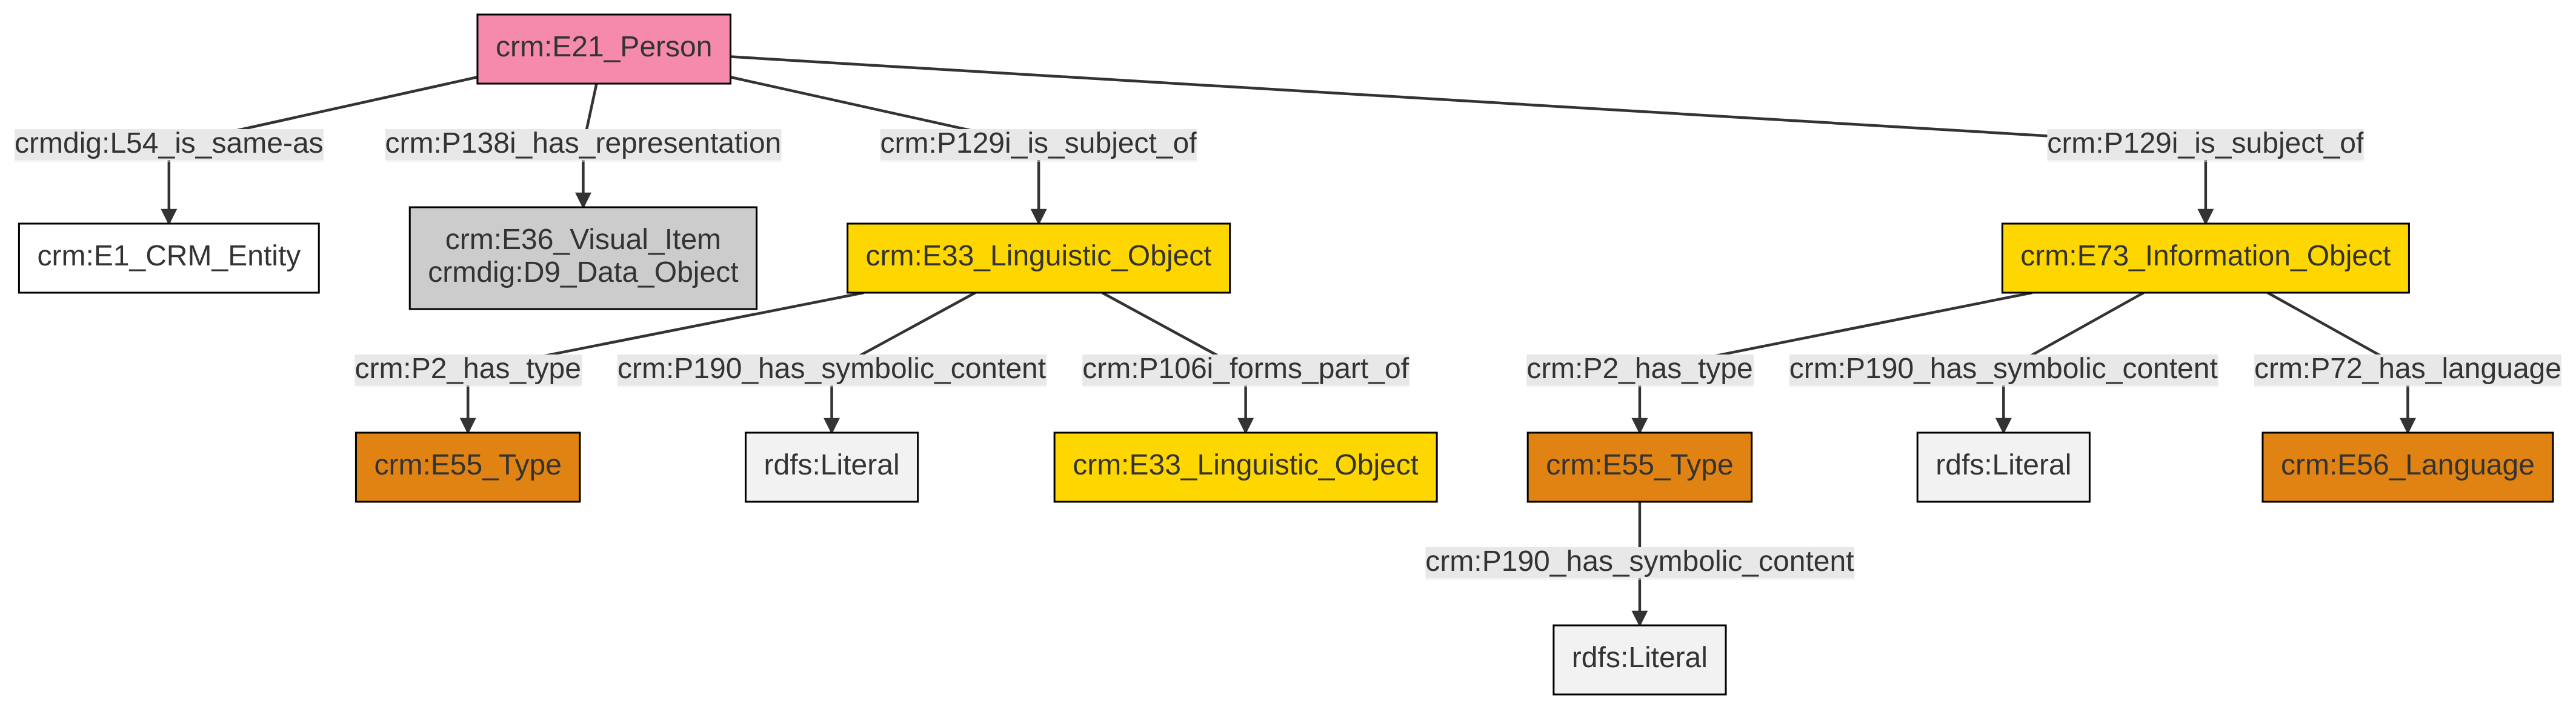 crm:E21_Person
crmdig:L54_is_same-as
crm:P138i_has_representation
crm:P129i_is_subject_of
crm:P129i_is_subject_of
crm:E1_CRM_Entity
crm:E36_Visual_Item
crmdig:D9_Data_Object
crm:E33_Linguistic_Object
crm:E73_Information_Object
crm:P2_has_type
crm:P190_has_symbolic_content
crm:P106i_forms_part_of
crm:P2_has_type
crm:P190_has_symbolic_content
crm:P72_has_language
crm:E55_Type
rdfs:Literal
crm:E33_Linguistic_Object
crm:E55_Type
rdfs:Literal
crm:E56_Language
crm:P190_has_symbolic_content
rdfs:Literal